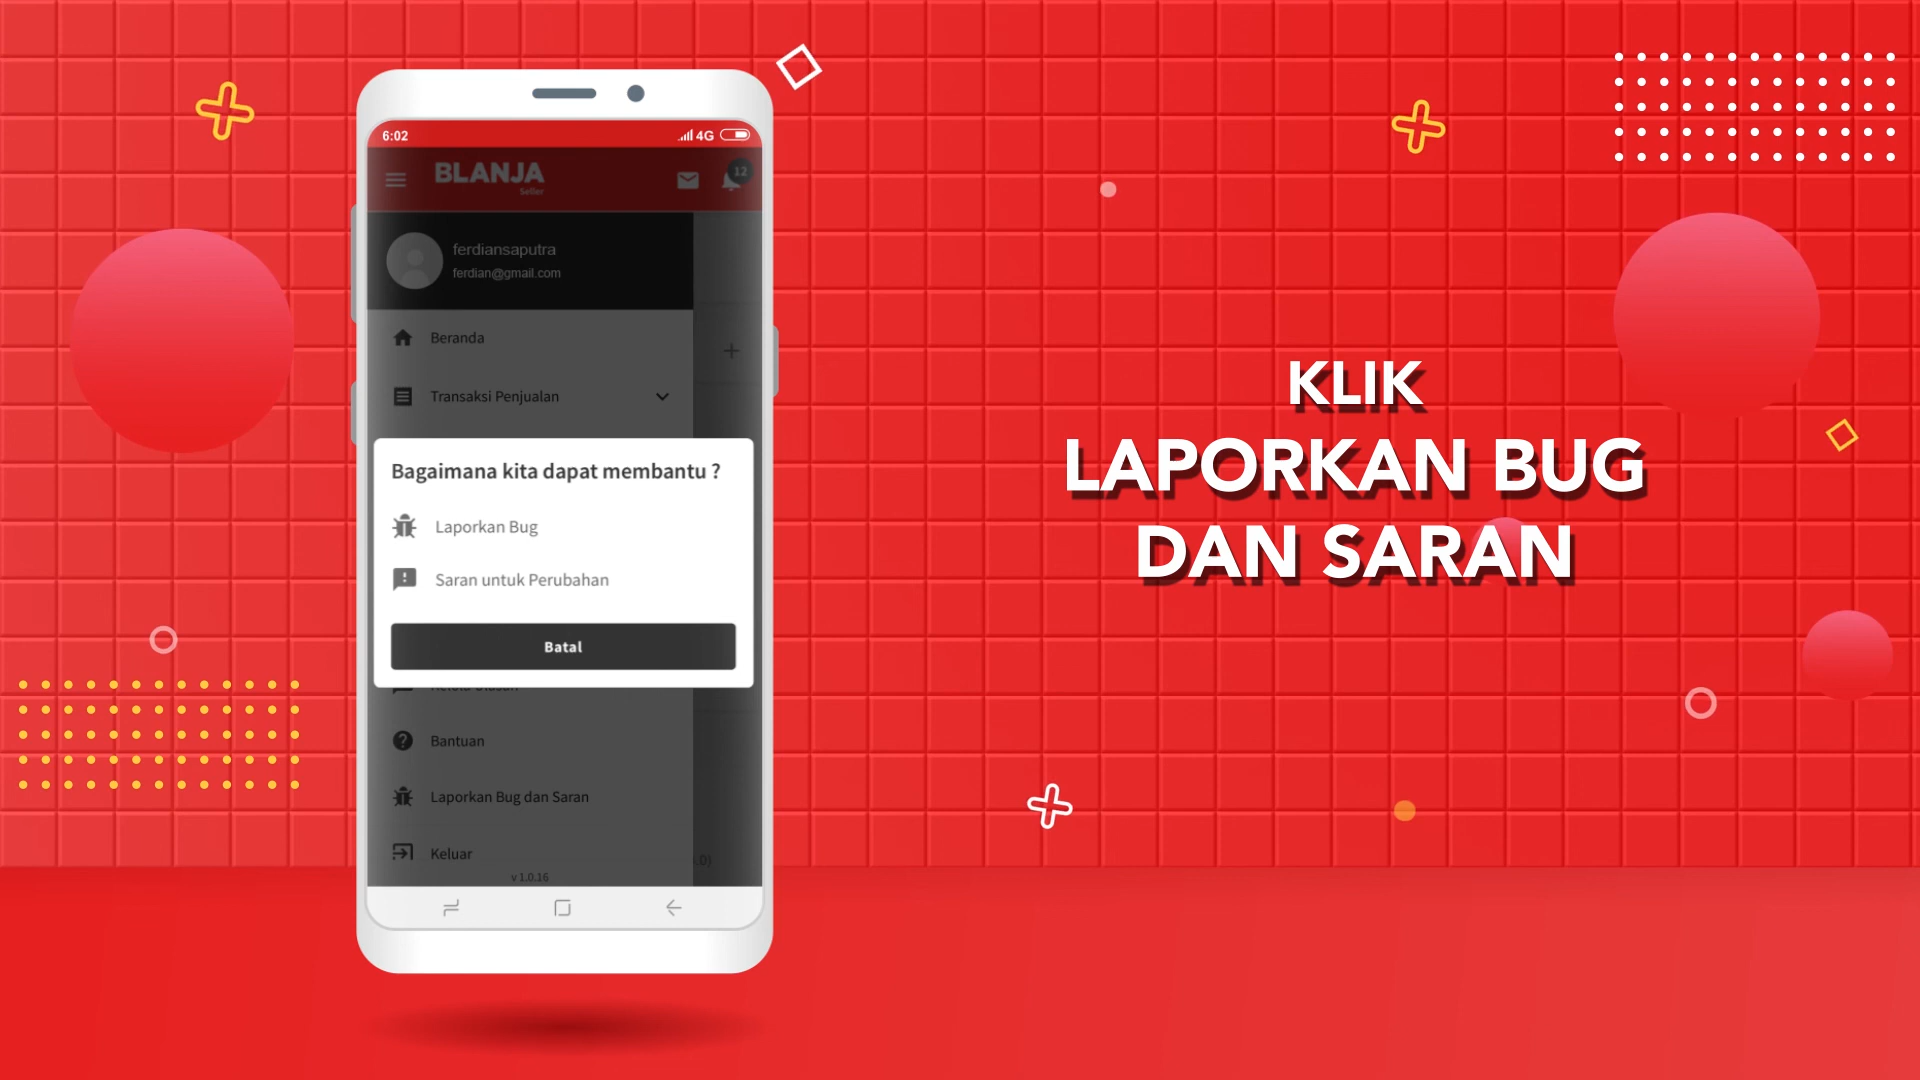 6:02
4G
BLANJA
Seller
12
ferdiansaputra
ferdian@gmail.com
Beranda
Transaksi Penjualan
Bagaimana kita dapat membantu ?
Laporkan Bug
Saran untuk Perubahan
Batal
Bantuan
Laporkan Bug dan Saran
Keluar
.0)
v 1.0.16
KLIK
LAPORKAN BUG
DAN SARAN